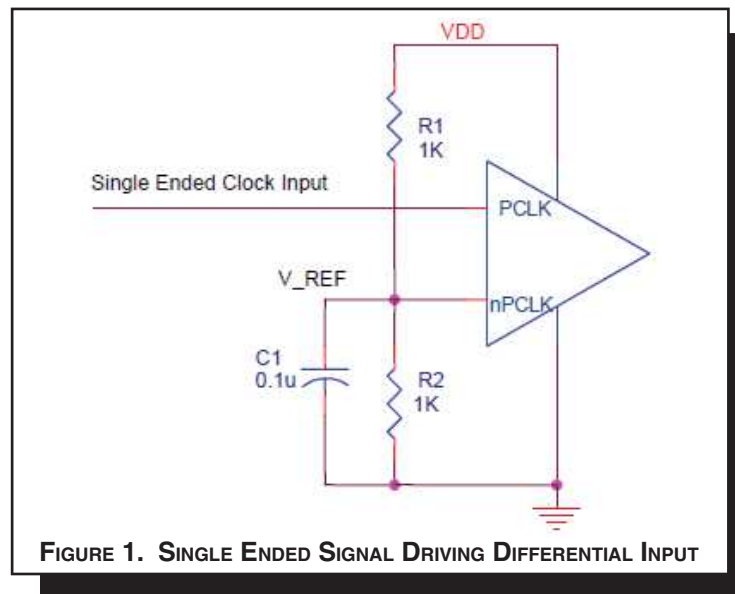 VDD
R1
1K
Single Ended Clock Input
PCLK
V_REF
nPCLK
C1
0.1u
R2
1K
FIGURE 1. SINGLE ENDED SIGNAL DRIVING DIFFERENTIAL INPUT